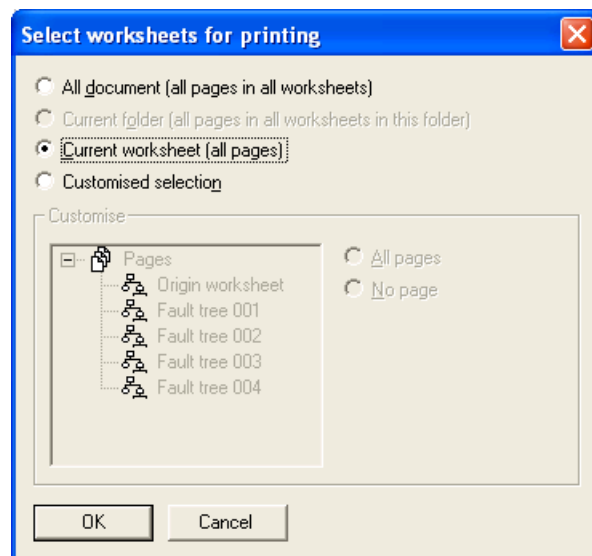 Select worksheets for printing
All document (all pages in all worksheets)
Current folder (all pages in all worksheets in this folder)
Current worksheet (all pages)
Customised selection
Customise
Pages
All pages
Origin worksheet
No page
Fault tree 001
Fault tree 002
Fault tree 003
Fault tree 004
OK
Cancel